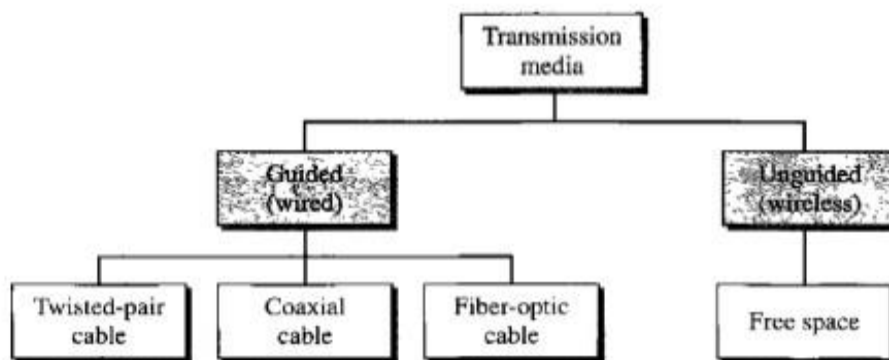 Transmission
media
Guided
(wired)
Unguided
(wireless)
Twisted-pair
cable
Coaxial
cable
Fiber-optic
cable
Free space